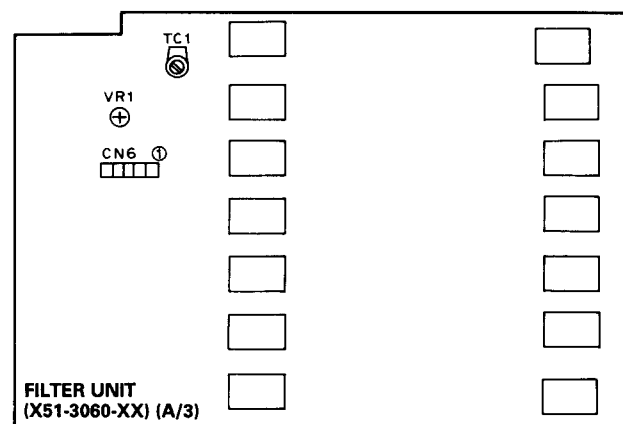 TC1
VR1
CN6 ①
FILTER UNIT
(X51-3060-XX) (A/3)